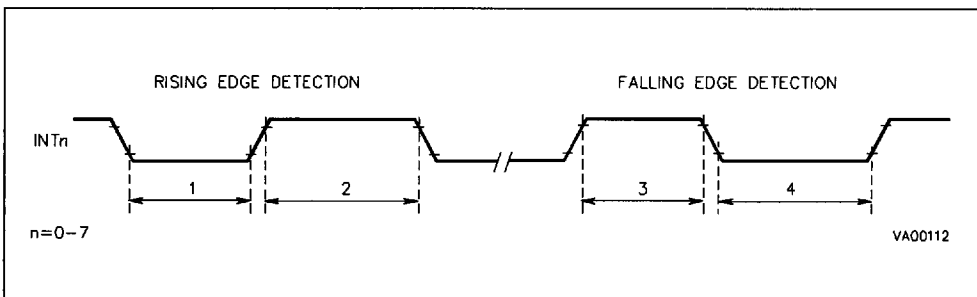 RISING EDGE DETECTION
FALLING EDGE DETECTION
INTn
1
2
3
4
n=0-7
VA00112